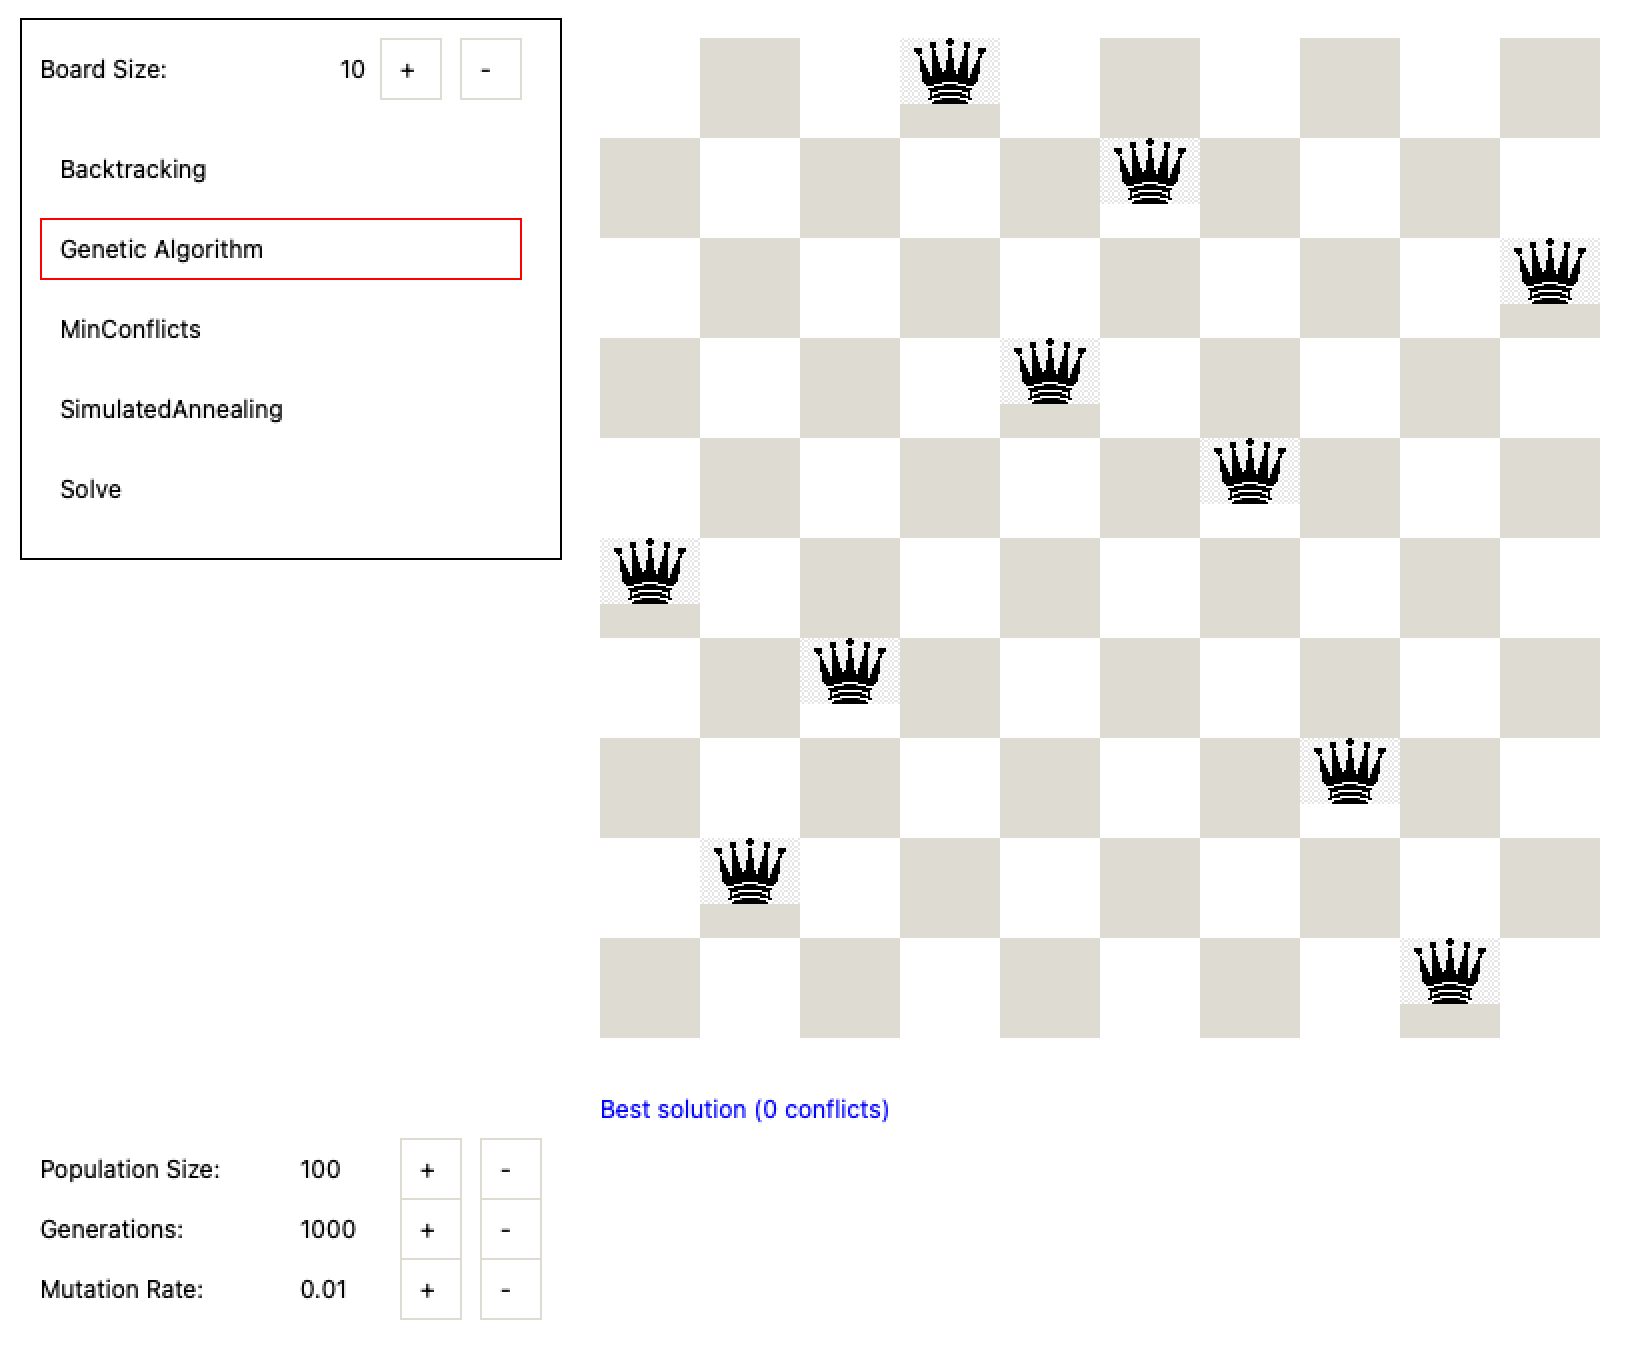 Board Size: 10 + -
Backtracking
Genetic Algorithm
MinConflicts
SimulatedAnnealing
Solve
Best solution (0 conflicts)
Population Size: 100 + -
Generations: 1000 + -
Mutation Rate: 0.01 + -